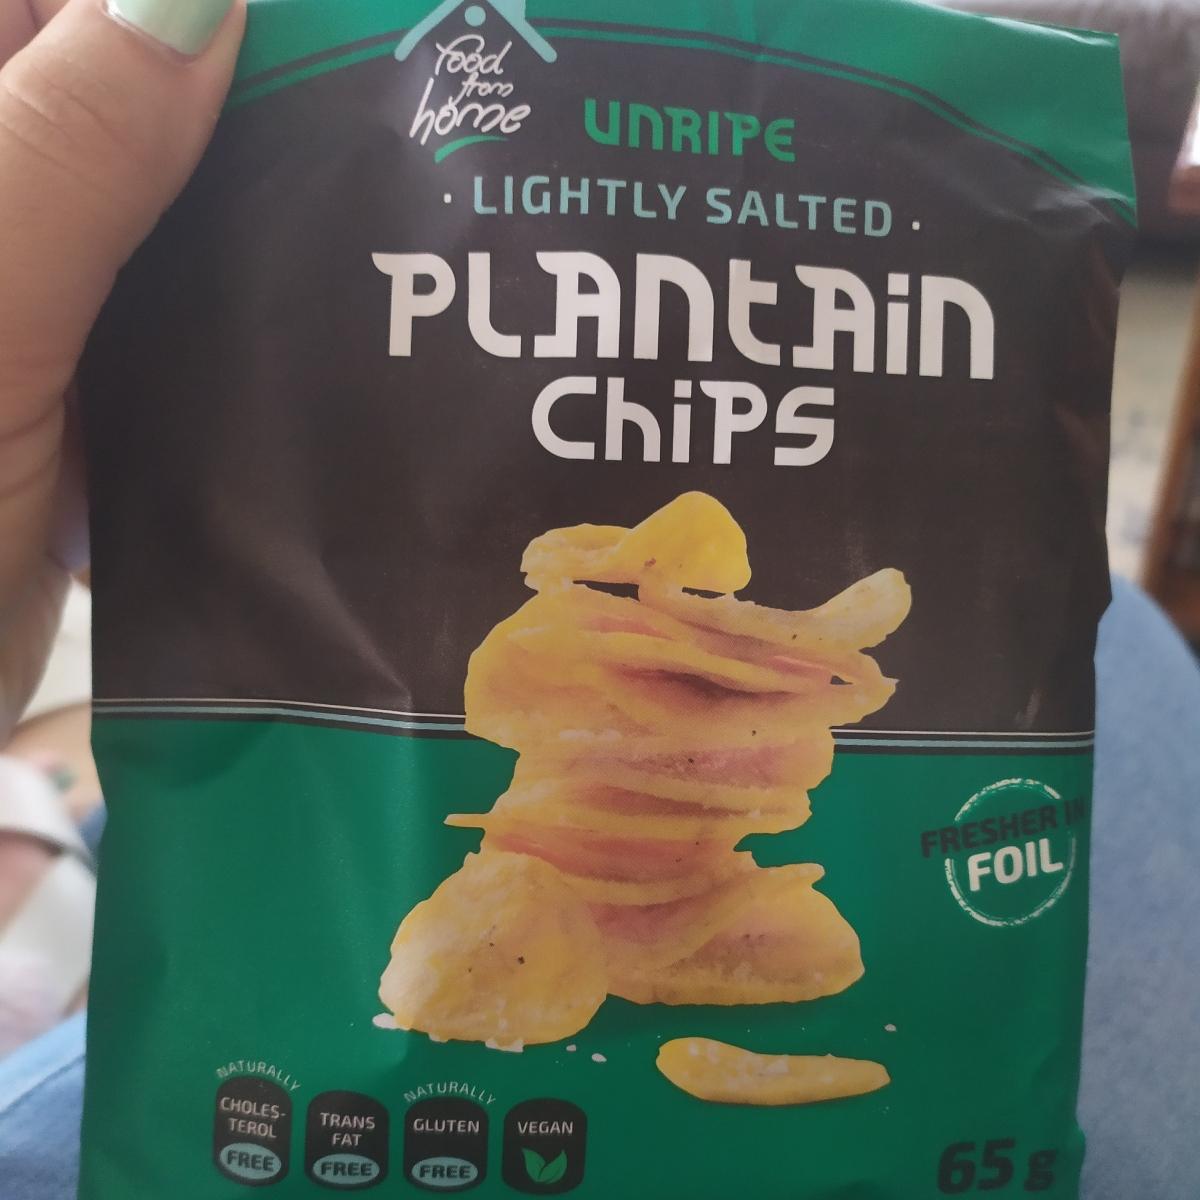 food
from
home
UNRIPE
· LIGHTLY SALTED ·
PLANTAIN
CHiPS
FRESHER IN
FOIL
NATURALLY
CHOLES-
TEROL
FREE
TRANS
FAT
FREE
NATURALLY
GLUTEN
FREE
VEGAN
65 g